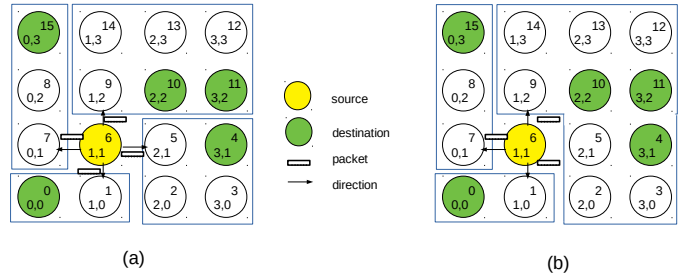 15 14 13 12
0,3 1,3 2,3 3,3
8 9 10 11
0,2 1,2 2,2 3,2
7 6 5 4
0,1 1,1 2,1 3,1
0 1 2 3
0,0 1,0 2,0 3,0
(a)
source
destination
packet
direction
15 14 13 12
0,3 1,3 2,3 3,3
8 9 10 11
0,2 1,2 2,2 3,2
7 6 5 4
0,1 1,1 2,1 3,1
0 1 2 3
0,0 1,0 2,0 3,0
(b)